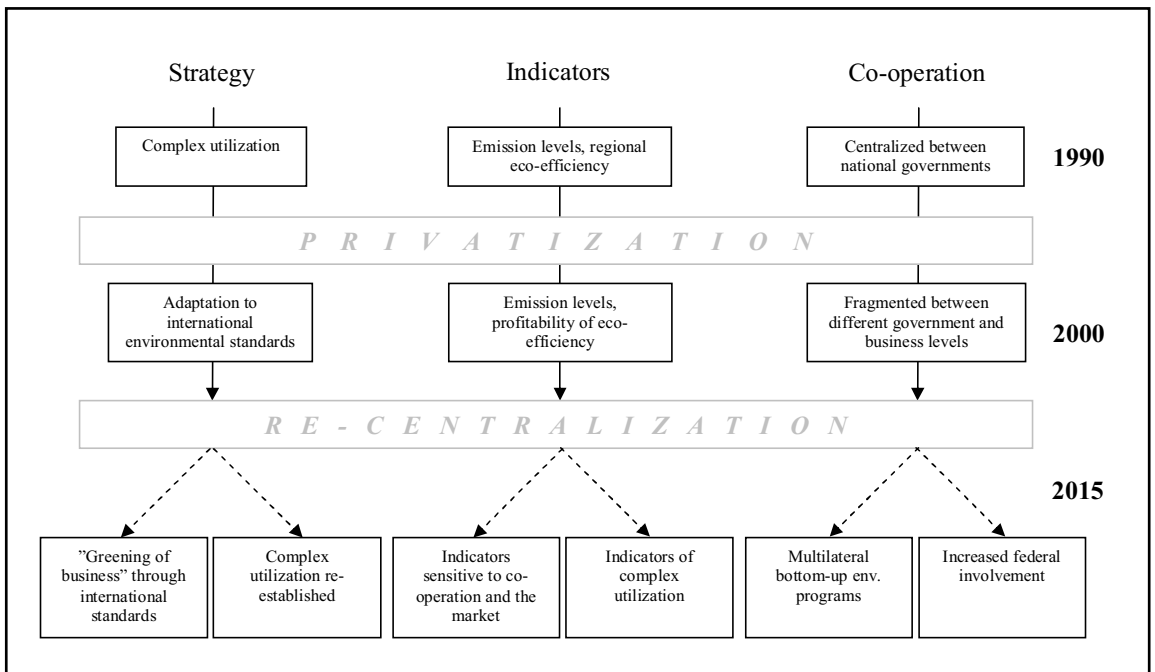 Strategy
Indicators
Co-operation
Complex utilization
Emission levels, regional
eco-efficiency
Centralized between
national governments
1990
PRIVATIZATION
Adaptation to
international
environmental standards
Emission levels,
profitability of eco-
efficiency
Fragmented between
different government and
business levels
2000
RE-CENTRALIZATION
2015
”Greening of
business” through
international
standards
Complex
utilization re-
established
Indicators
sensitive to co-
operation and the
market
Indicators of
complex
utilization
Multilateral
bottom-up env.
programs
Increased federal
involvement